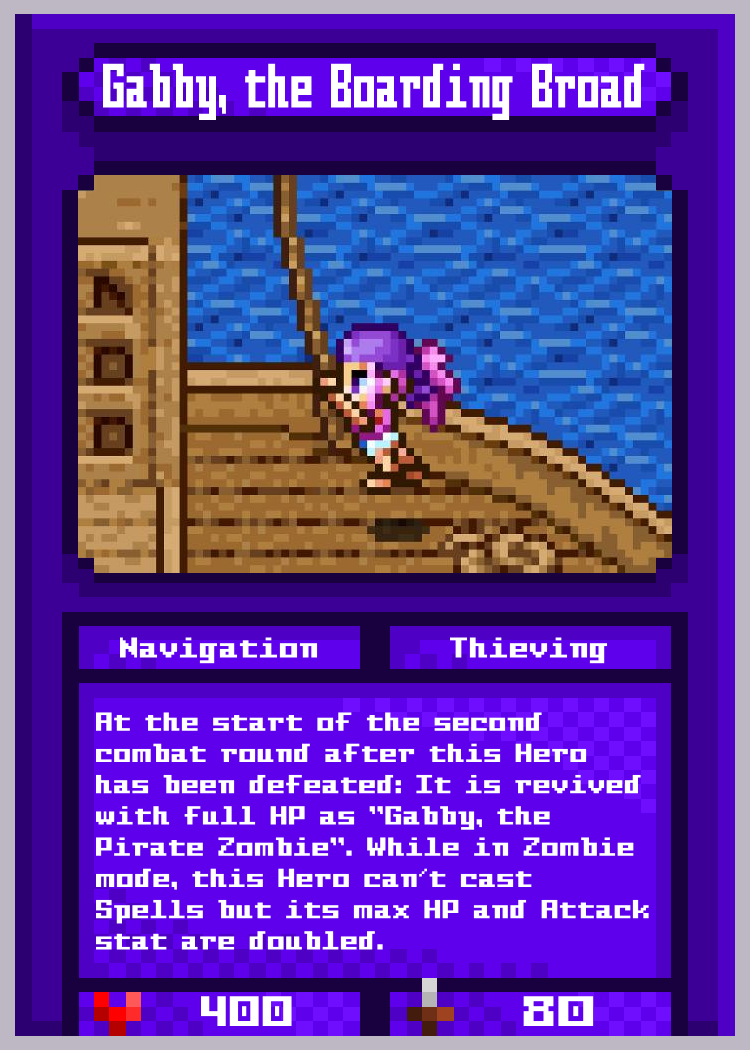 Gabby, the Boarding Broad
Navigation
Thieving
At the start of the second
combat round after this Hero
has been defeated: It is revived
with full HP as "Gabby, the
Pirate Zombie". While in Zombie
mode, this Hero can't cast
Spells but its max HP and Attack
stat are doubled.
400
80